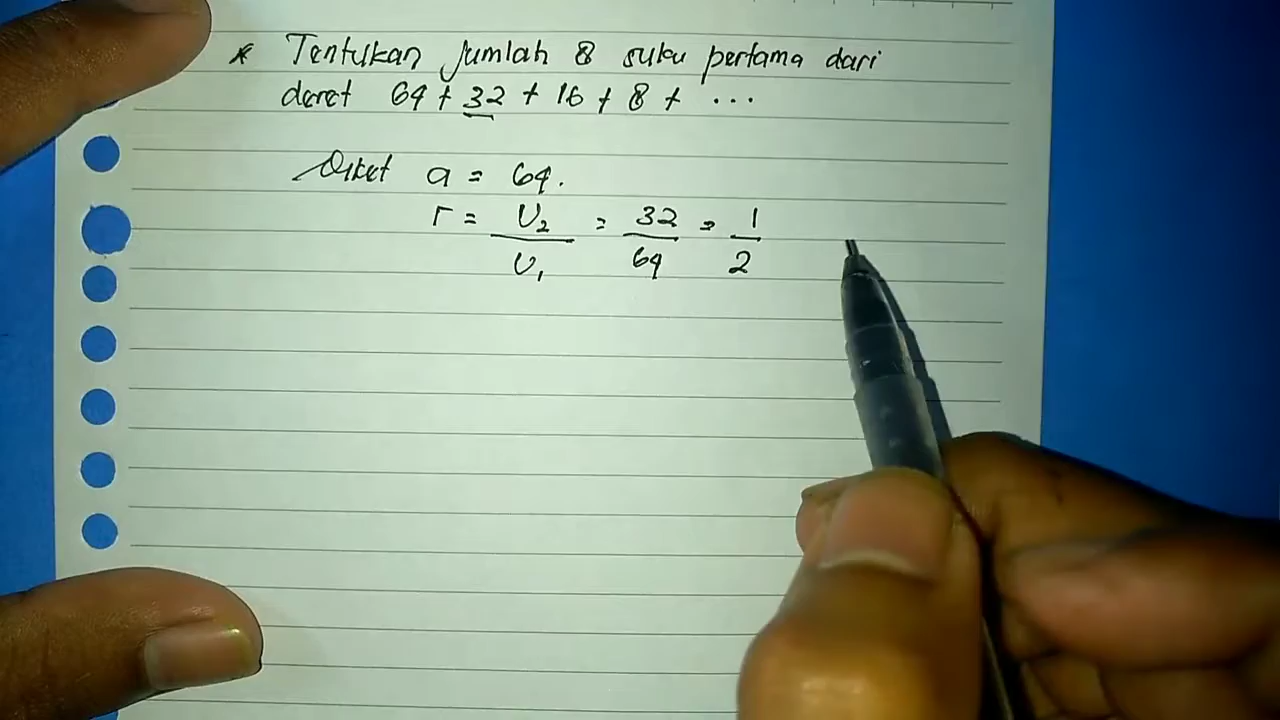 * Tentukan jumlah 8 suku pertama dari
deret 64 + 32 + 16 + 8 + ...
Diket a = 64.
r = U₂/U₁ = 32/64 = 1/2